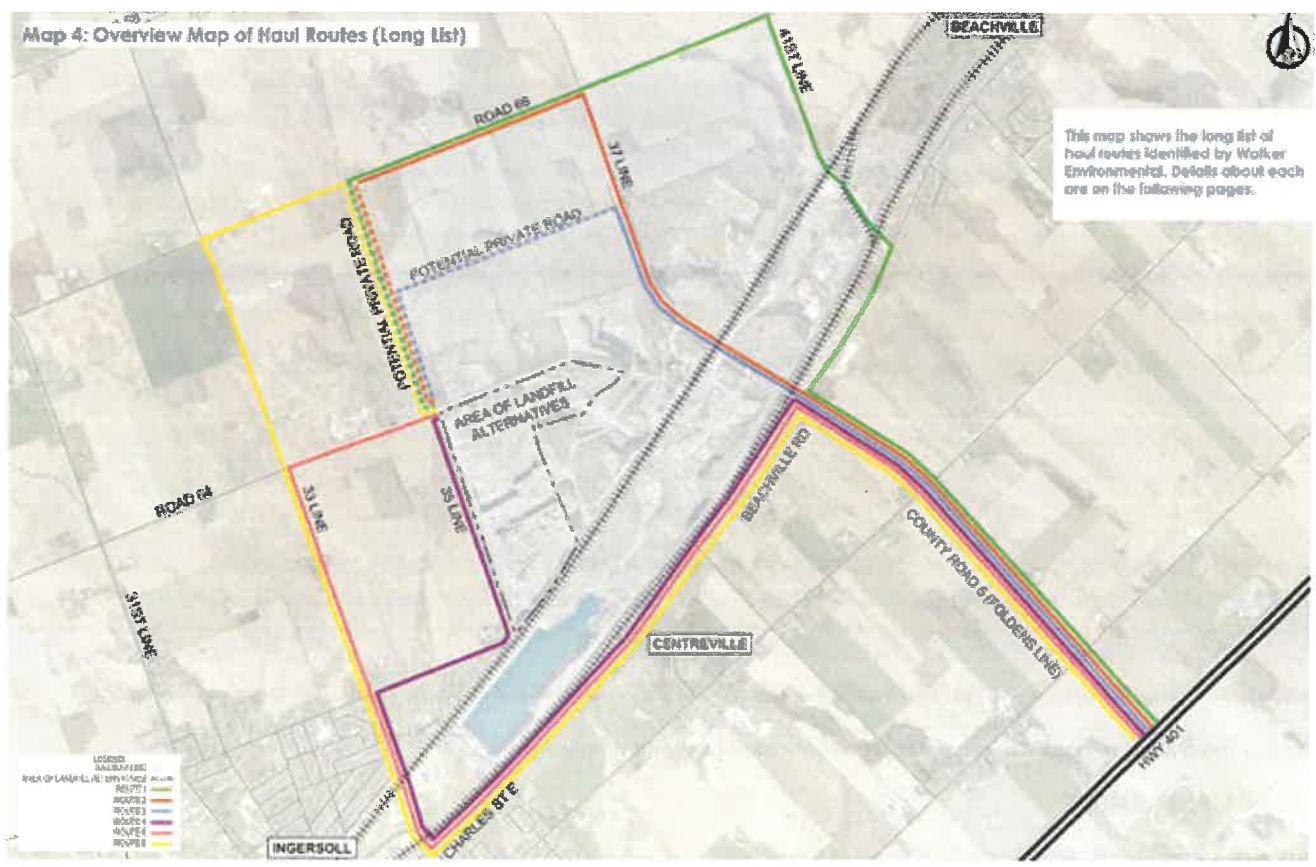 Map 4: Overview Map of Haul Routes (Long List)
BEACHVILLE
41ST LINE
ROAD 66
This map shows the long list of
haul routes identified by Walker
Environmental. Details about each
are on the following pages.
37 LINE
POTENTIAL PRIVATE ROAD
POTENTIAL PRIVATE ROAD
AREA OF LANDFILL
ALTERNATIVES
ROAD 64
33 LINE
35 LINE
BEACHVILLE RD
COUNTY ROAD 6 (FOLDENS LINE)
31ST LINE
CENTREVILLE
HWY 401
LEGEND
ROUTE 1
ROUTE 2
ROUTE 3
ROUTE 4
ROUTE 5
ROUTE 6
CHARLES ST E
INGERSOLL